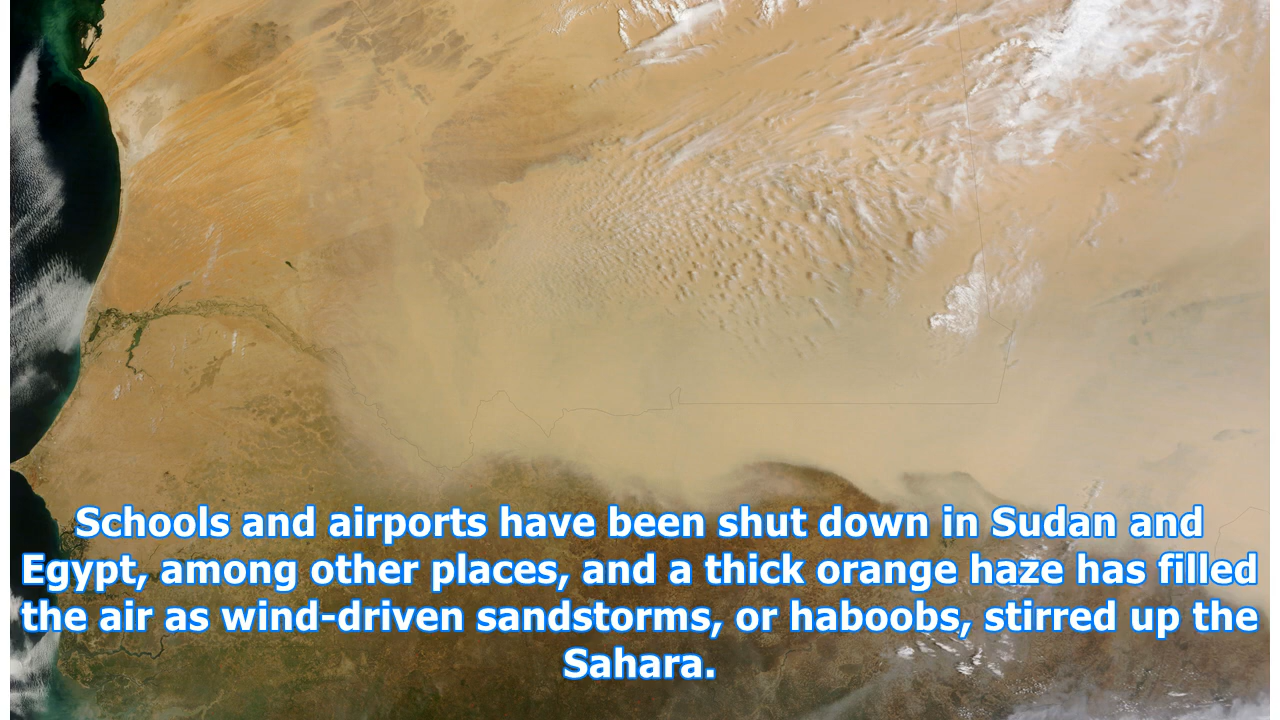 Schools and airports have been shut down in Sudan and
Egypt, among other places, and a thick orange haze has filled
the air as wind-driven sandstorms, or haboobs, stirred up the
Sahara.